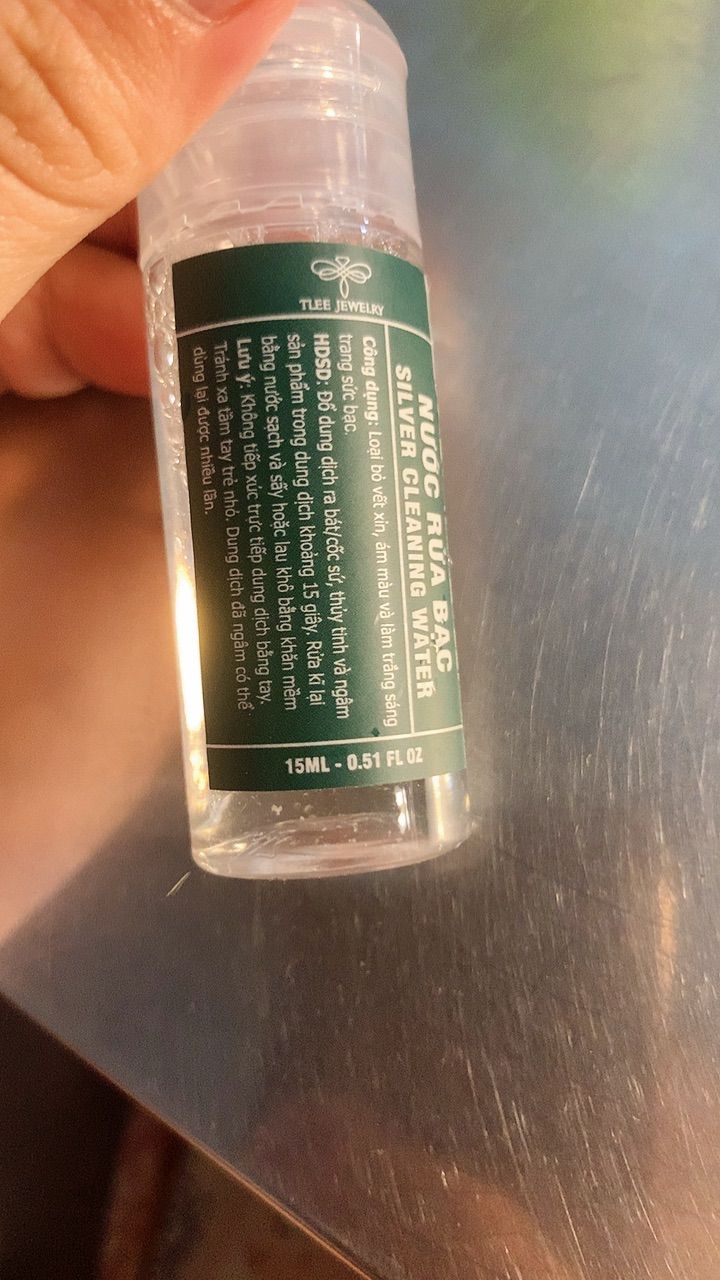 TLEE JEWELRY
NƯỚC RỬA BẠC
SILVER CLEANING WATER
Công dụng: Loại bỏ vết xỉn, ám màu và làm trắng sáng
trang sức bạc.
HDSD: Đổ dung dịch ra bát/cốc sứ, thủy tinh và ngâm
sản phẩm trong dung dịch khoảng 15 giây. Rửa kĩ lại
bằng nước sạch và sấy hoặc lau khô bằng khăn mềm
Lưu ý: Không tiếp xúc trực tiếp dung dịch bằng tay.
Tránh xa tầm tay trẻ nhỏ. Dung dịch đã ngâm có thể
dùng lại được nhiều lần.
15ML - 0.51 FL OZ